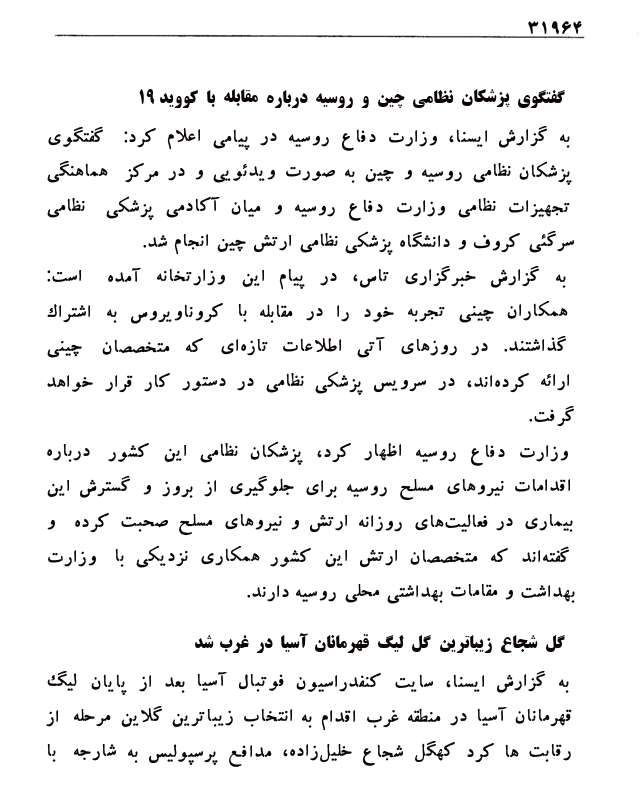 ۳۱۹۶۴
گفتگوی پزشکان نظامی چین و روسیه درباره مقابله با کووید ۱۹
به گزارش ایسنا، وزارت دفاع روسیه در پیامی اعلام کرد: گفتگوی
پزشکان نظامی روسیه و چین به صورت ویدئویی و در مرکز هماهنگی
تجهیزات نظامی وزارت دفاع روسیه و میان آکادمی پزشکی نظامی
سرگئی کروف و دانشگاه پزشکی نظامی ارتش چین انجام شد.
به گزارش خبرگزاری تاس، در پیام این وزارتخانه آمده است:
همکاران چینی تجربه خود را در مقابله با کروناویروس به اشتراك
گذاشتند. در روزهای آتی اطلاعات تازه‌ای که متخصصان چینی
ارائه کرده‌اند، در سرویس پزشکی نظامی در دستور کار قرار خواهد
گرفت.
وزارت دفاع روسیه اظهار کرد، پزشکان نظامی این کشور درباره
اقدامات نیروهای مسلح روسیه برای جلوگیری از بروز و گسترش این
بیماری در فعالیت‌های روزانه ارتش و نیروهای مسلح صحبت کرده و
گفته‌اند که متخصصان ارتش این کشور همکاری نزدیکی با وزارت
بهداشت و مقامات بهداشتی محلی روسیه دارند.
گل شجاع زیباترین گل لیگ قهرمانان آسیا در غرب شد
به گزارش ایسنا، سایت کنفدراسیون فوتبال آسیا بعد از پایان لیگ
قهرمانان آسیا در منطقه غرب اقدام به انتخاب زیباترین گلاین مرحله از
رقابت ها کرد کهگل شجاع خلیل‌زاده، مدافع پرسپولیس به شارجه با